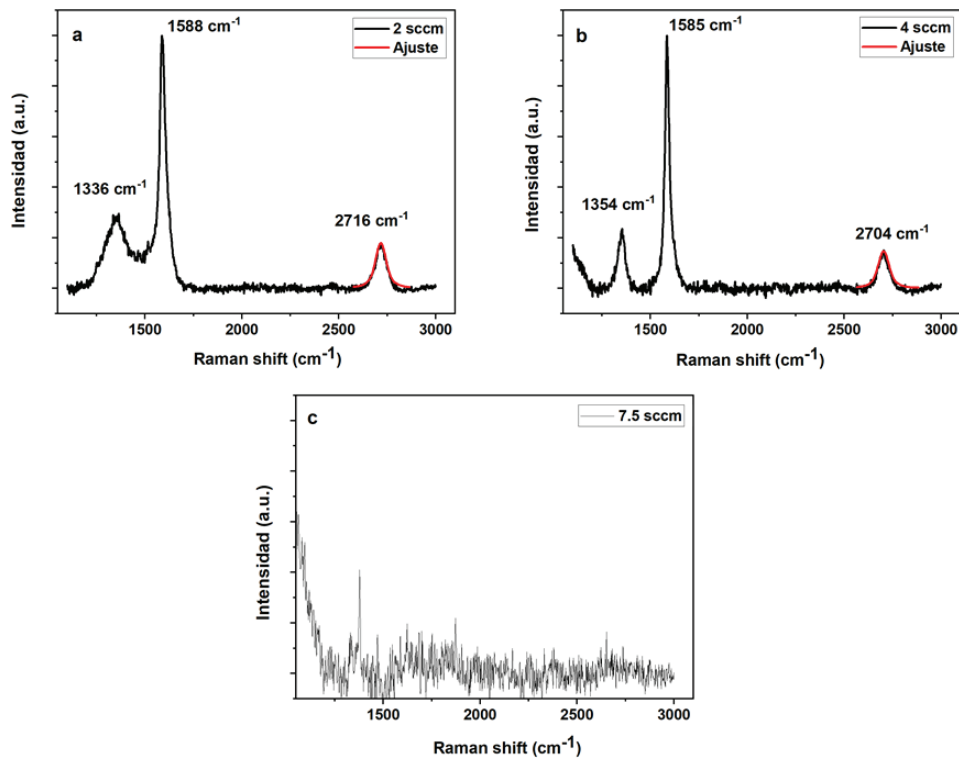 a
1588 cm-1
2 sccm
Ajuste
1336 cm-1
2716 cm-1
Intensidad (a.u.)
1500 2000 2500 3000
Raman shift (cm-1)
b
1585 cm-1
4 sccm
Ajuste
1354 cm-1
2704 cm-1
Intensidad (a.u.)
1500 2000 2500 3000
Raman shift (cm-1)
c
7.5 sccm
Intensidad (a.u.)
1500 2000 2500 3000
Raman shift (cm-1)